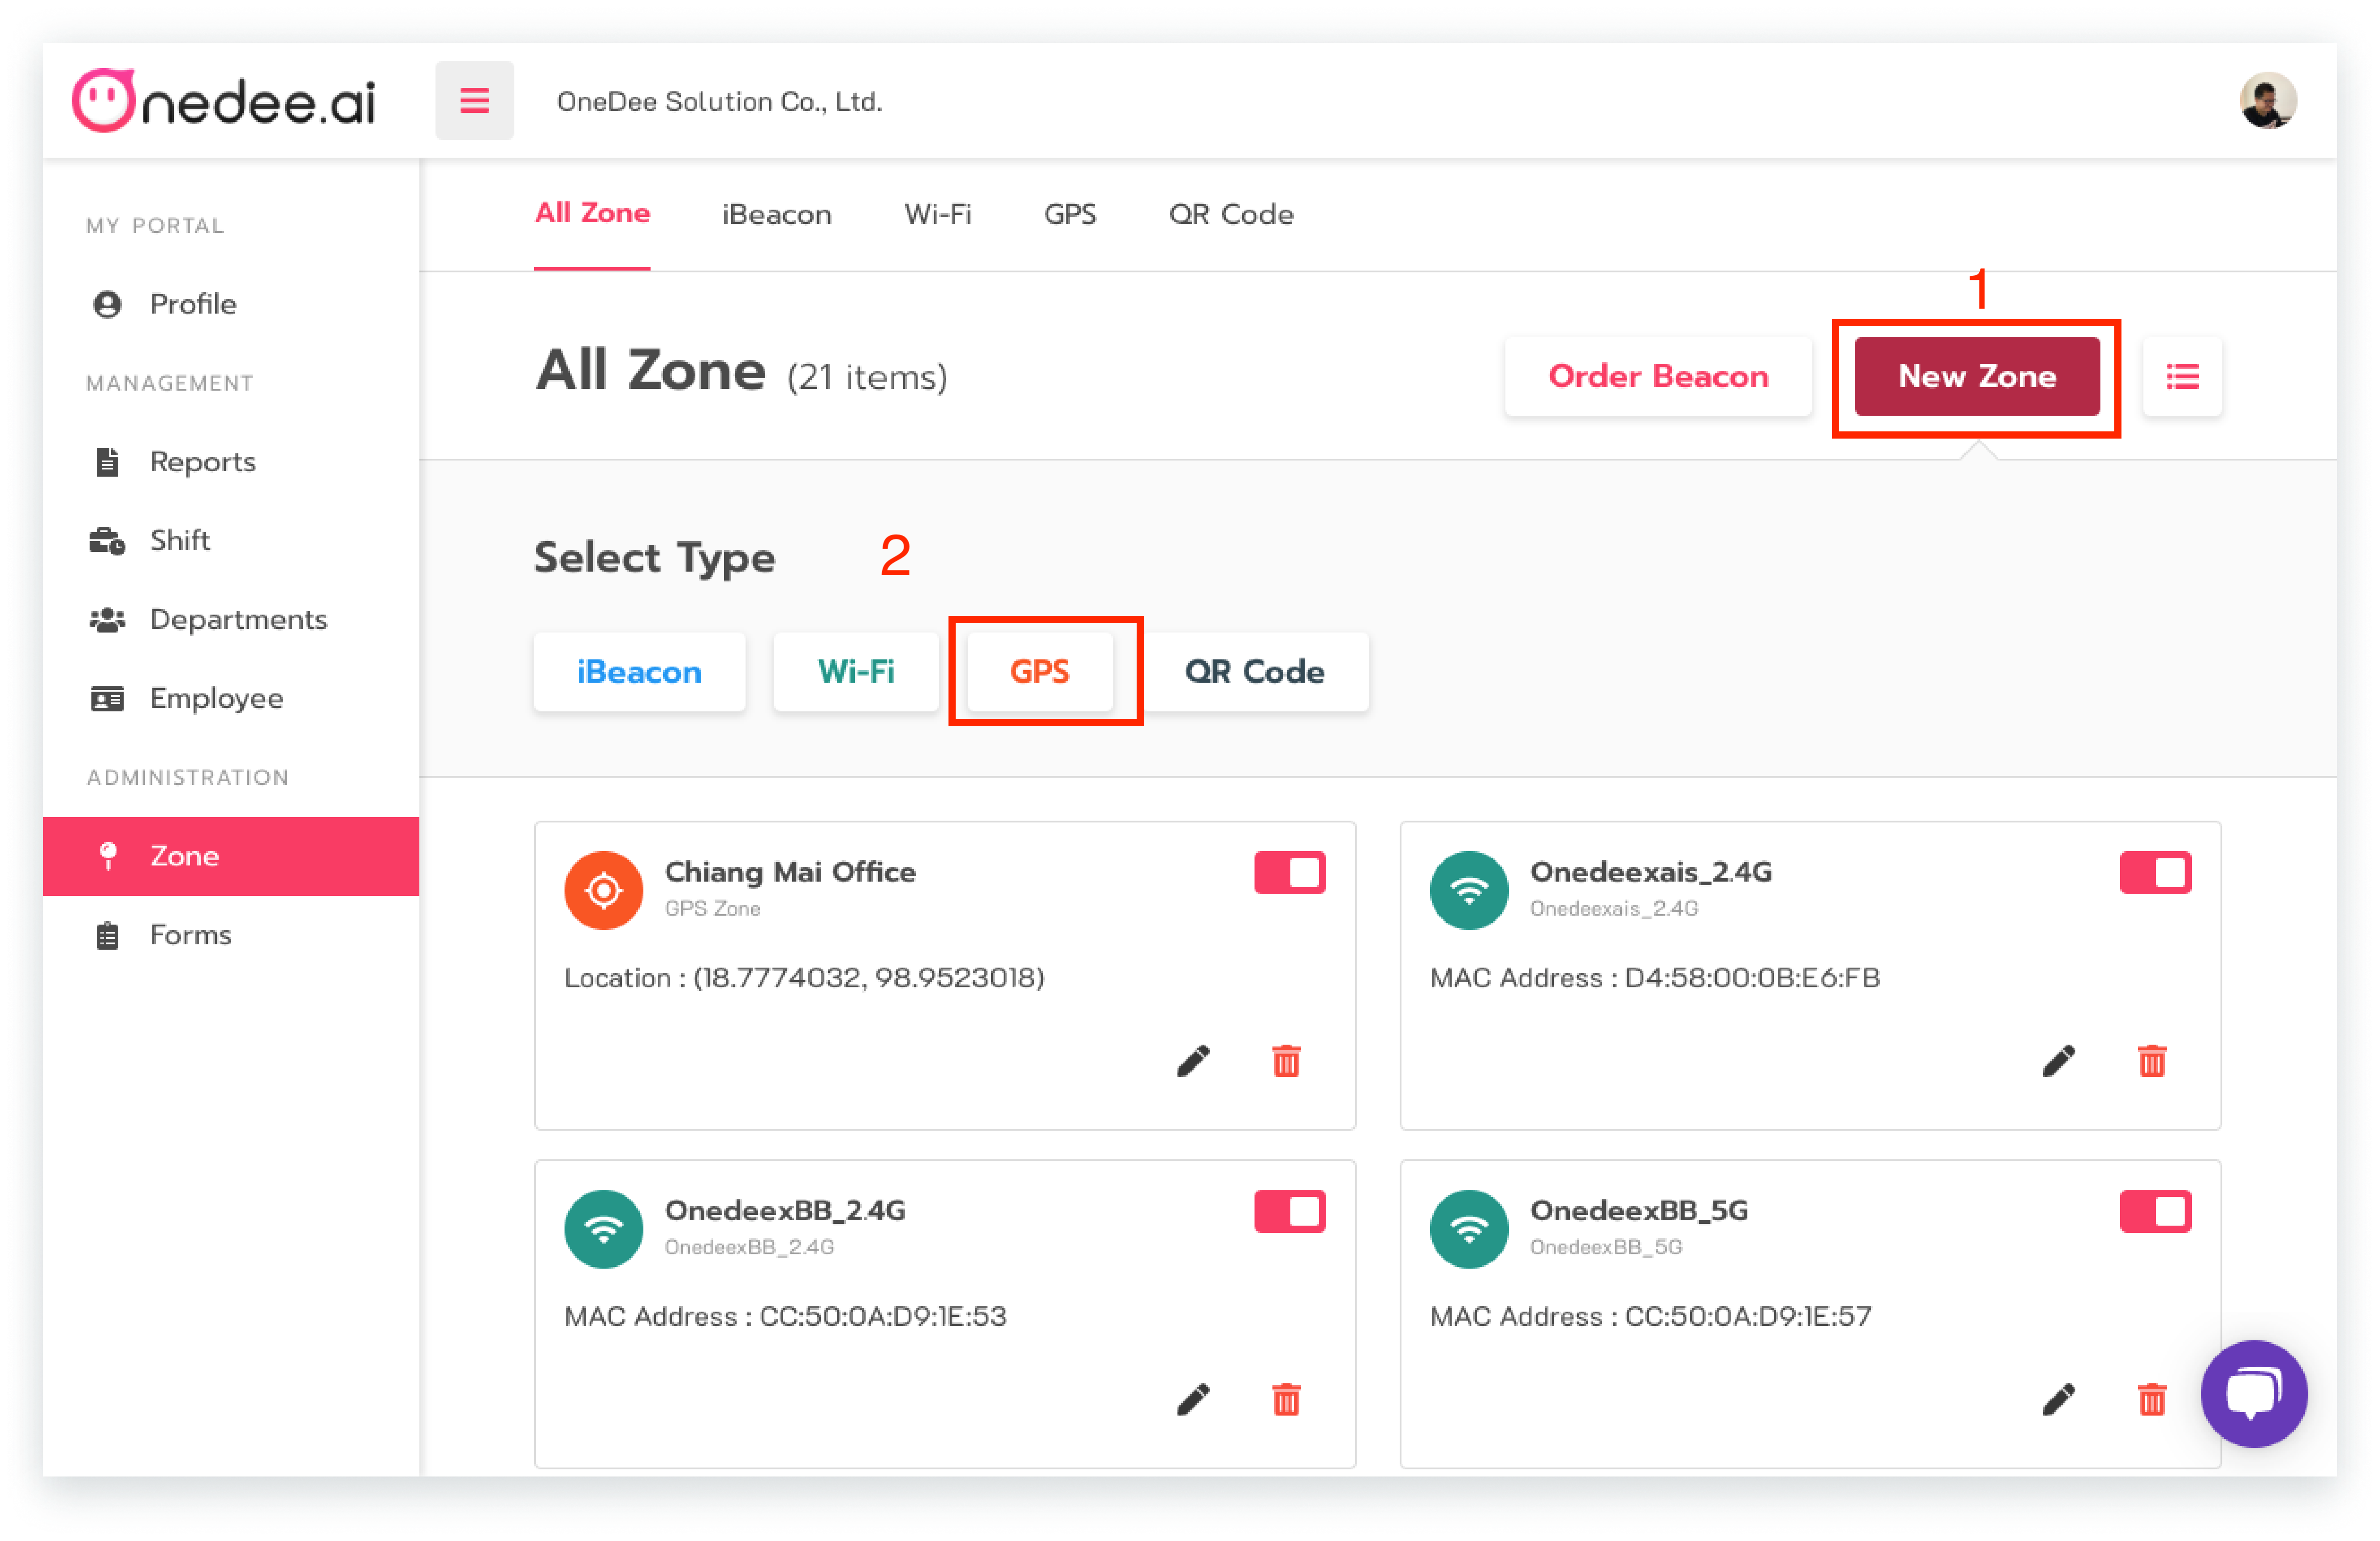 Onedee.ai
OneDee Solution Co., Ltd.
MY PORTAL
Profile
MANAGEMENT
Reports
Shift
Departments
Employee
ADMINISTRATION
Zone
Forms
All Zone iBeacon Wi-Fi GPS QR Code
1
All Zone (21 items) Order Beacon New Zone
Select Type 2
iBeacon Wi-Fi GPS QR Code
Chiang Mai Office
GPS Zone
Location : (18.7774032, 98.9523018)
Onedeexais_2.4G
Onedeexais_2.4G
MAC Address : D4:58:00:0B:E6:FB
OnedeexBB_2.4G
OnedeexBB_2.4G
MAC Address : CC:50:0A:D9:1E:53
OnedeexBB_5G
OnedeexBB_5G
MAC Address : CC:50:0A:D9:1E:57